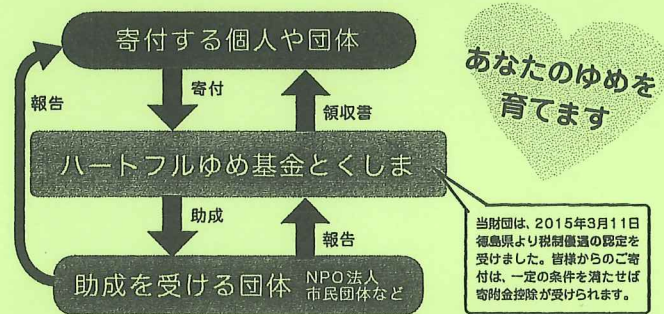 寄付する個人や団体
寄付
領収書
報告
ハートフルゆめ基金とくしま
助成
報告
助成を受ける団体 NPO法人
市民団体など
あなたのゆめを
育てます
当財団は、2015年3月11日
徳島県より税制優遇の認定を
受けました。皆様からのご寄
付は、一定の条件を満たせば
寄附金控除が受けられます。